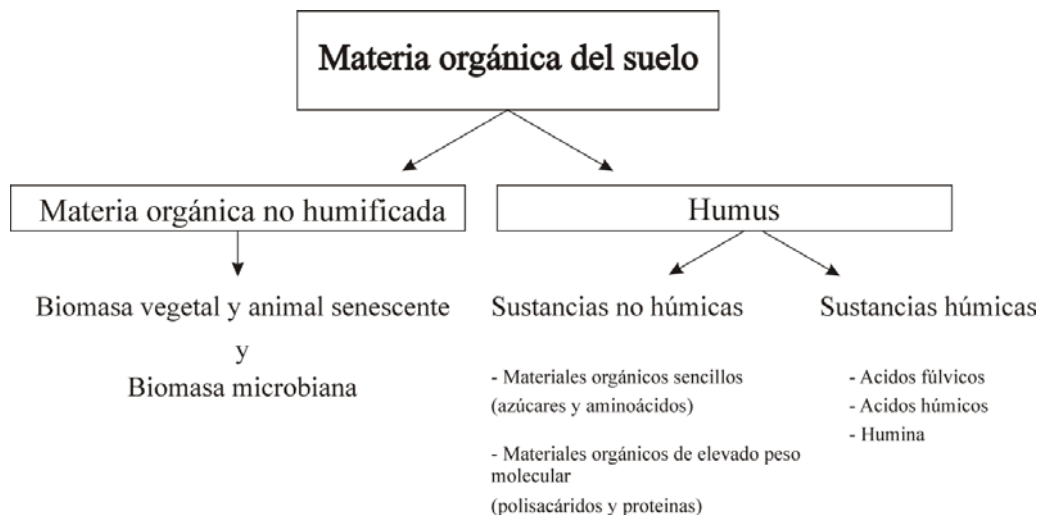 Materia orgánica del suelo
Materia orgánica no humificada
Humus
Biomasa vegetal y animal senescente
y
Biomasa microbiana
Sustancias no húmicas
- Materiales orgánicos sencillos
(azúcares y aminoácidos)
- Materiales orgánicos de elevado peso
molecular
(polisacáridos y proteinas)
Sustancias húmicas
- Acidos fúlvicos
- Acidos húmicos
- Humina